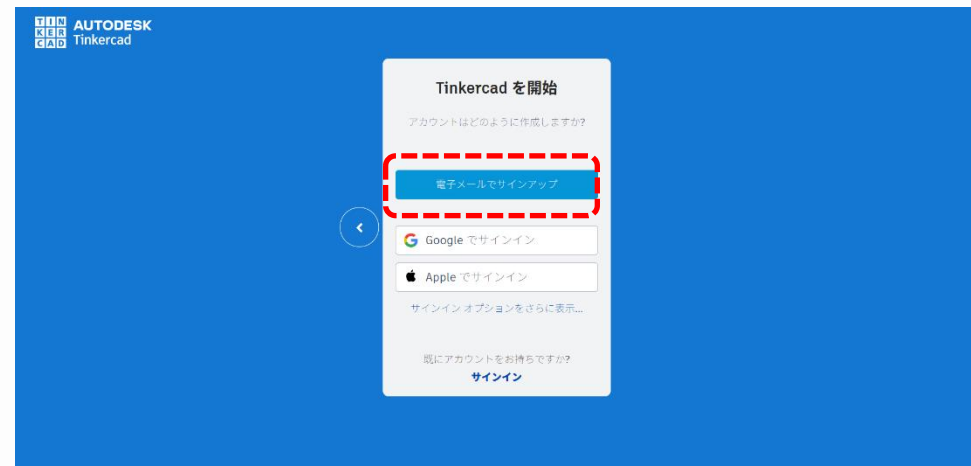 TINKERCAD
AUTODESK
Tinkercad
Tinkercad を開始
アカウントはどのように作成しますか?
電子メールでサインアップ
Google でサインイン
Apple でサインイン
サインイン オプションをさらに表示...
既にアカウントをお持ちですか?
サインイン